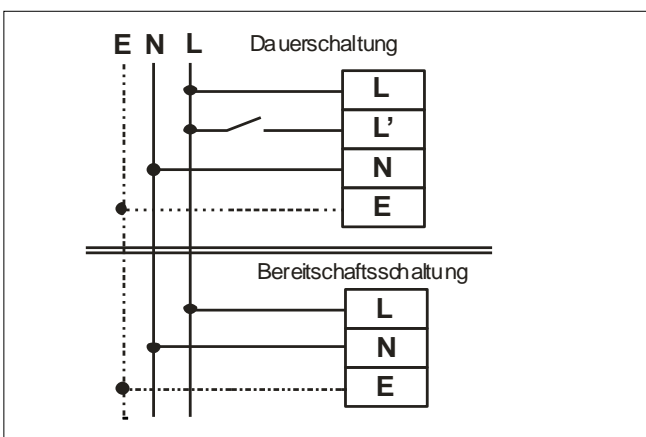 E N L Dauerschaltung
L
L’
N
E
Bereitschaftsschaltung
L
N
E